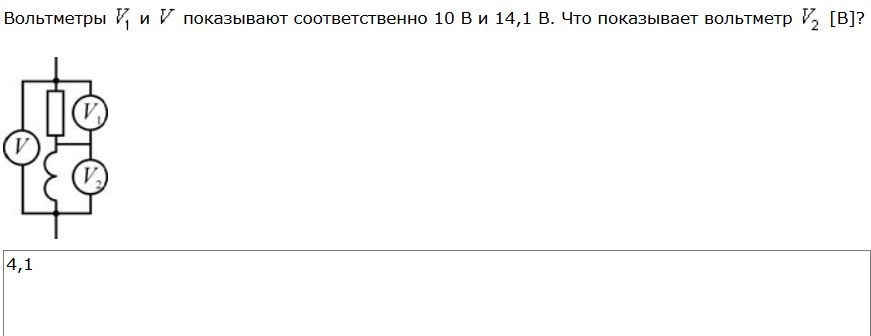 Вольтметры V₁ и V показывают соответственно 10 В и 14,1 В. Что показывает вольтметр V₂ [В]?
V₁
V
V₂
4,1